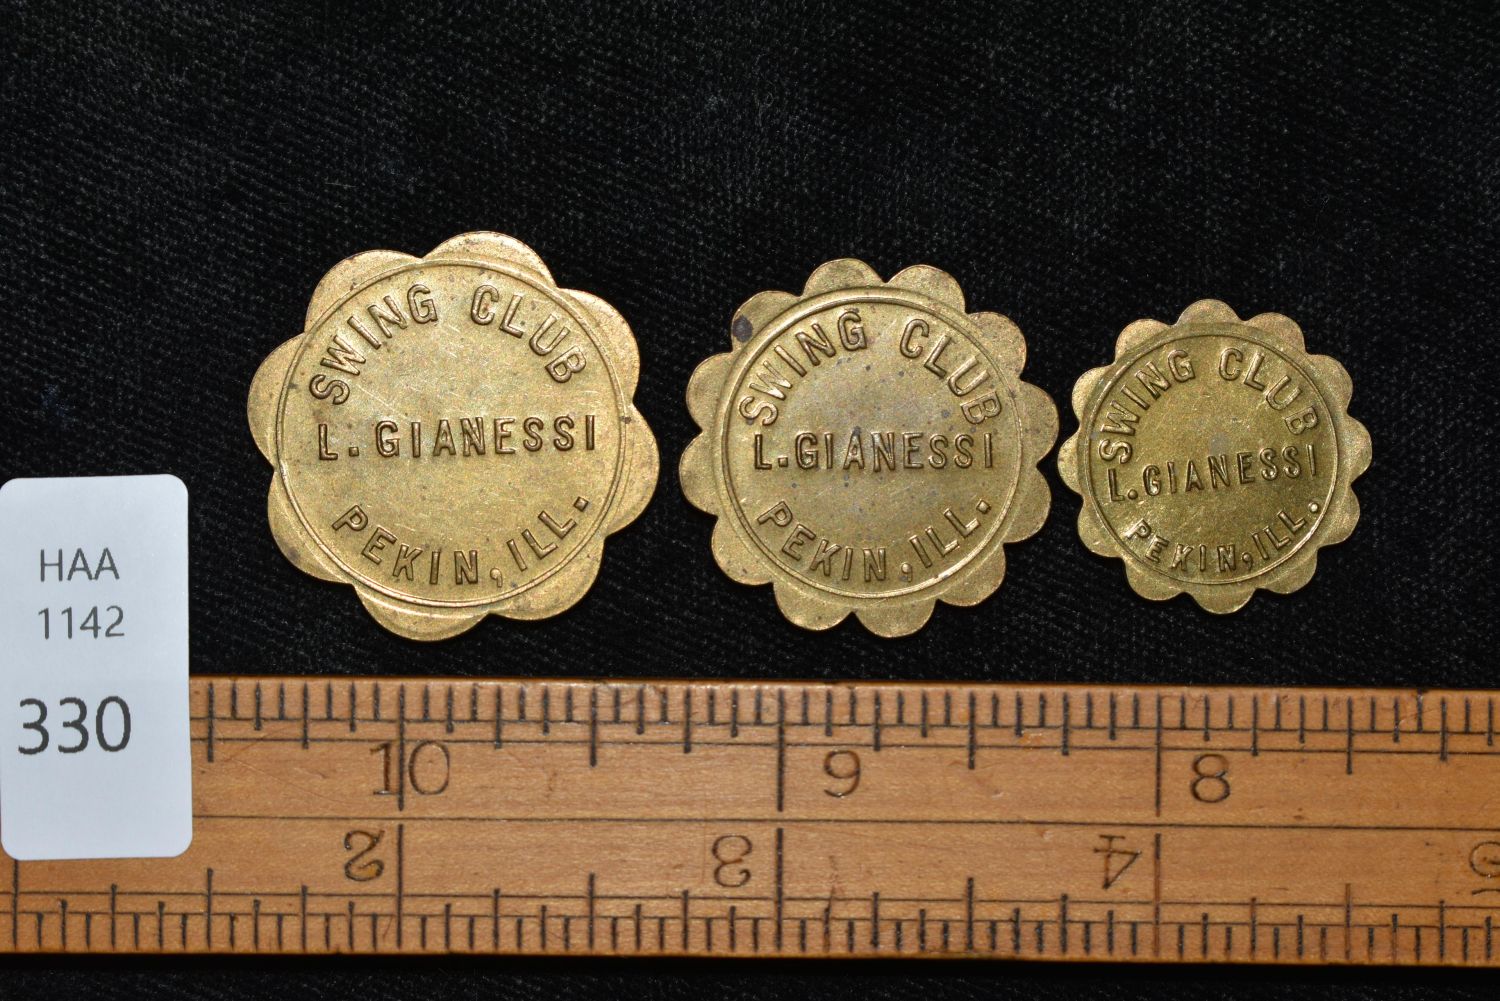 SWING CLUB
L. GIANESSI
PEKIN, ILL.
SWING CLUB
L. GIANESSI
PEKIN, ILL.
SWING CLUB
L. GIANESSI
PEKIN, ILL.
HAA
1142
330
10 9 8
2 3 4 5